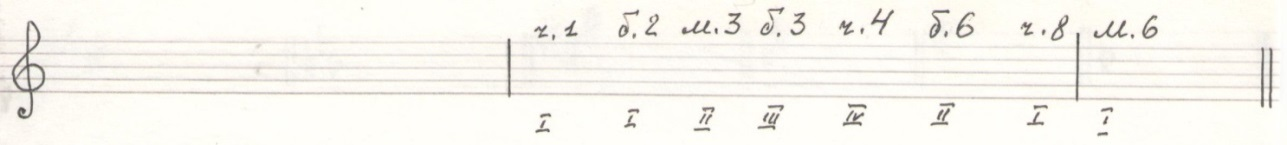 ч.1 б.2 м.3 б.3 ч.4 б.6 ч.8 м.6
I I II III IV II I I